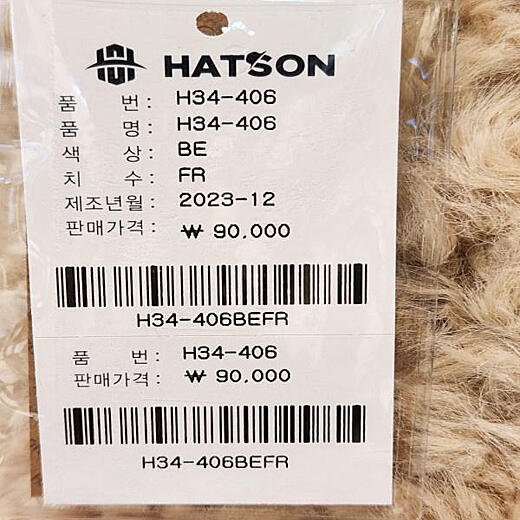 HATSON
품 번 : H34-406
품 명 : H34-406
색 상 : BE
치 수 : FR
제조년월 : 2023-12
판매가격 : ₩ 90,000
H34-406BEFR
품 번 : H34-406
판매가격 : ₩ 90,000
H34-406BEFR